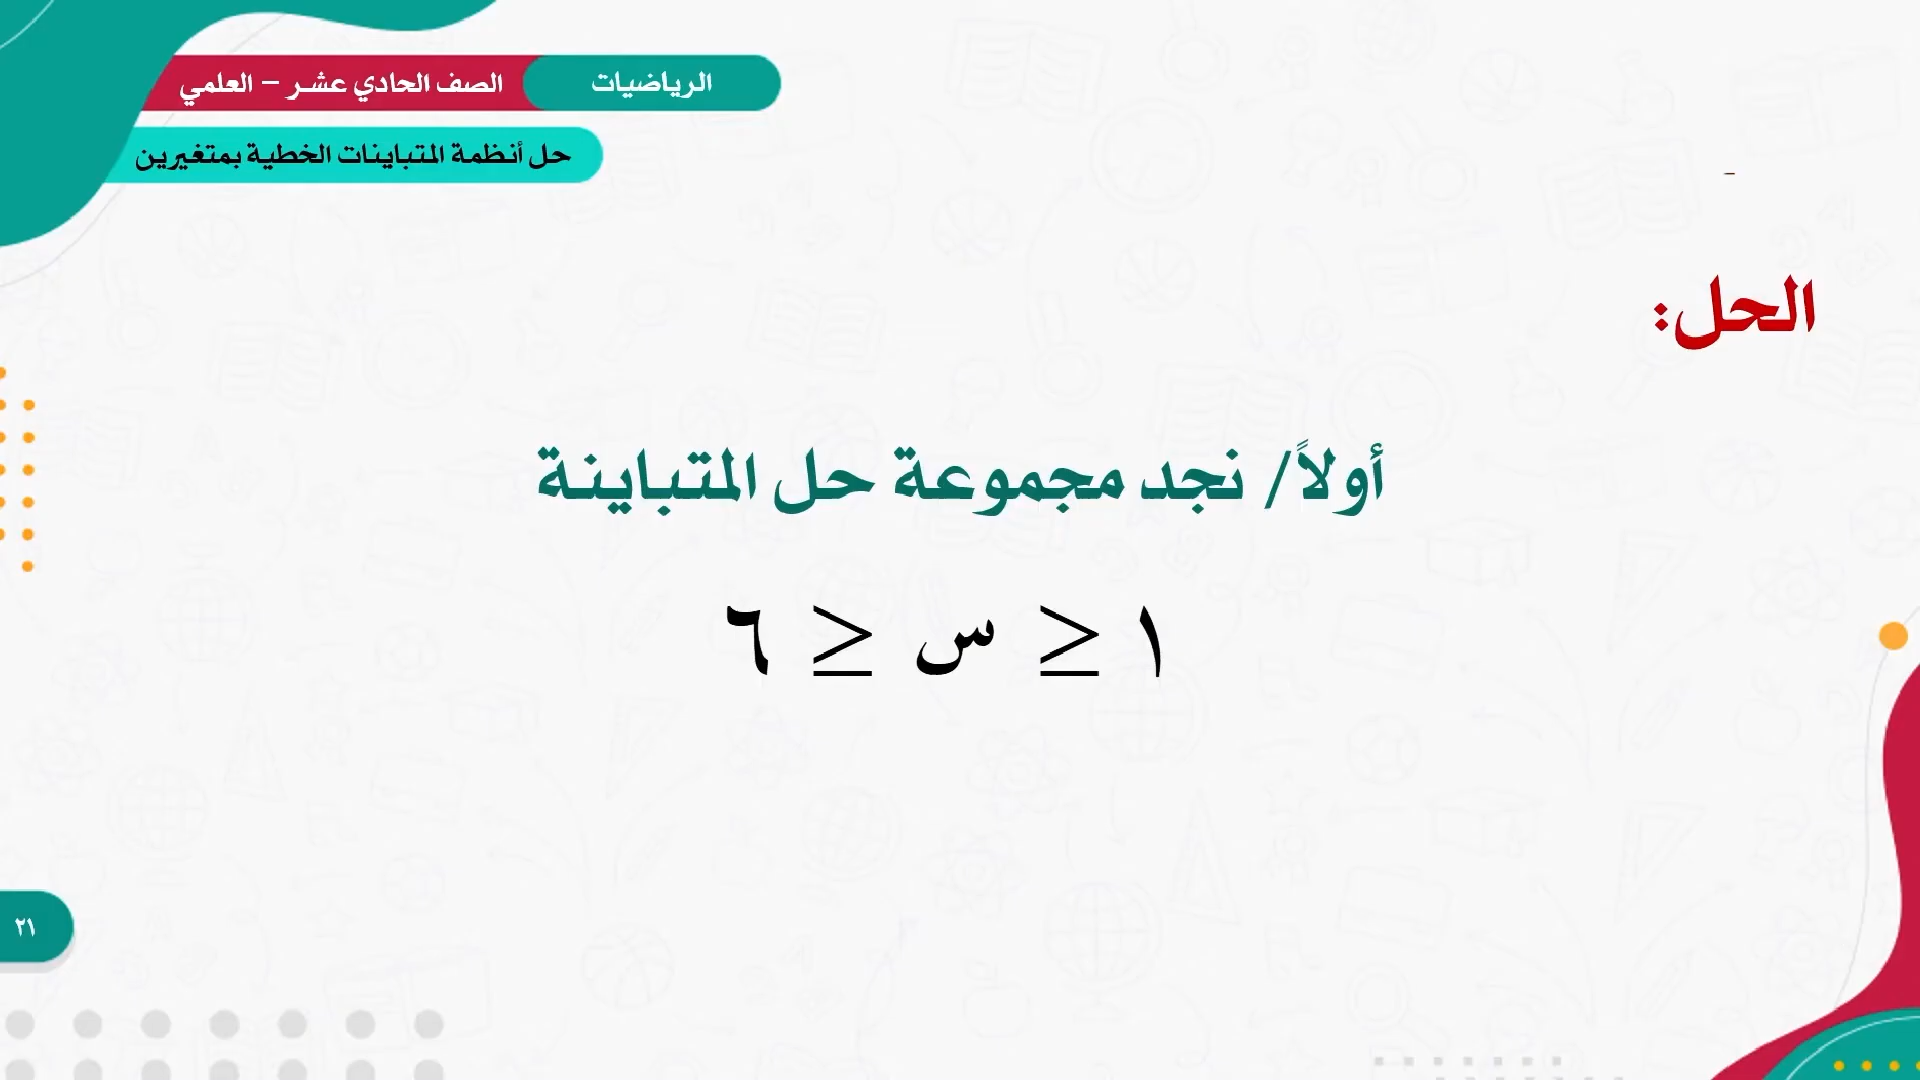 الرياضيات
الصف الحادي عشر – العلمي
حل أنظمة المتباينات الخطية بمتغيرين
الحل:
أولاً/ نجد مجموعة حل المتباينة
١ ≤ س ≤ ٦
٢١